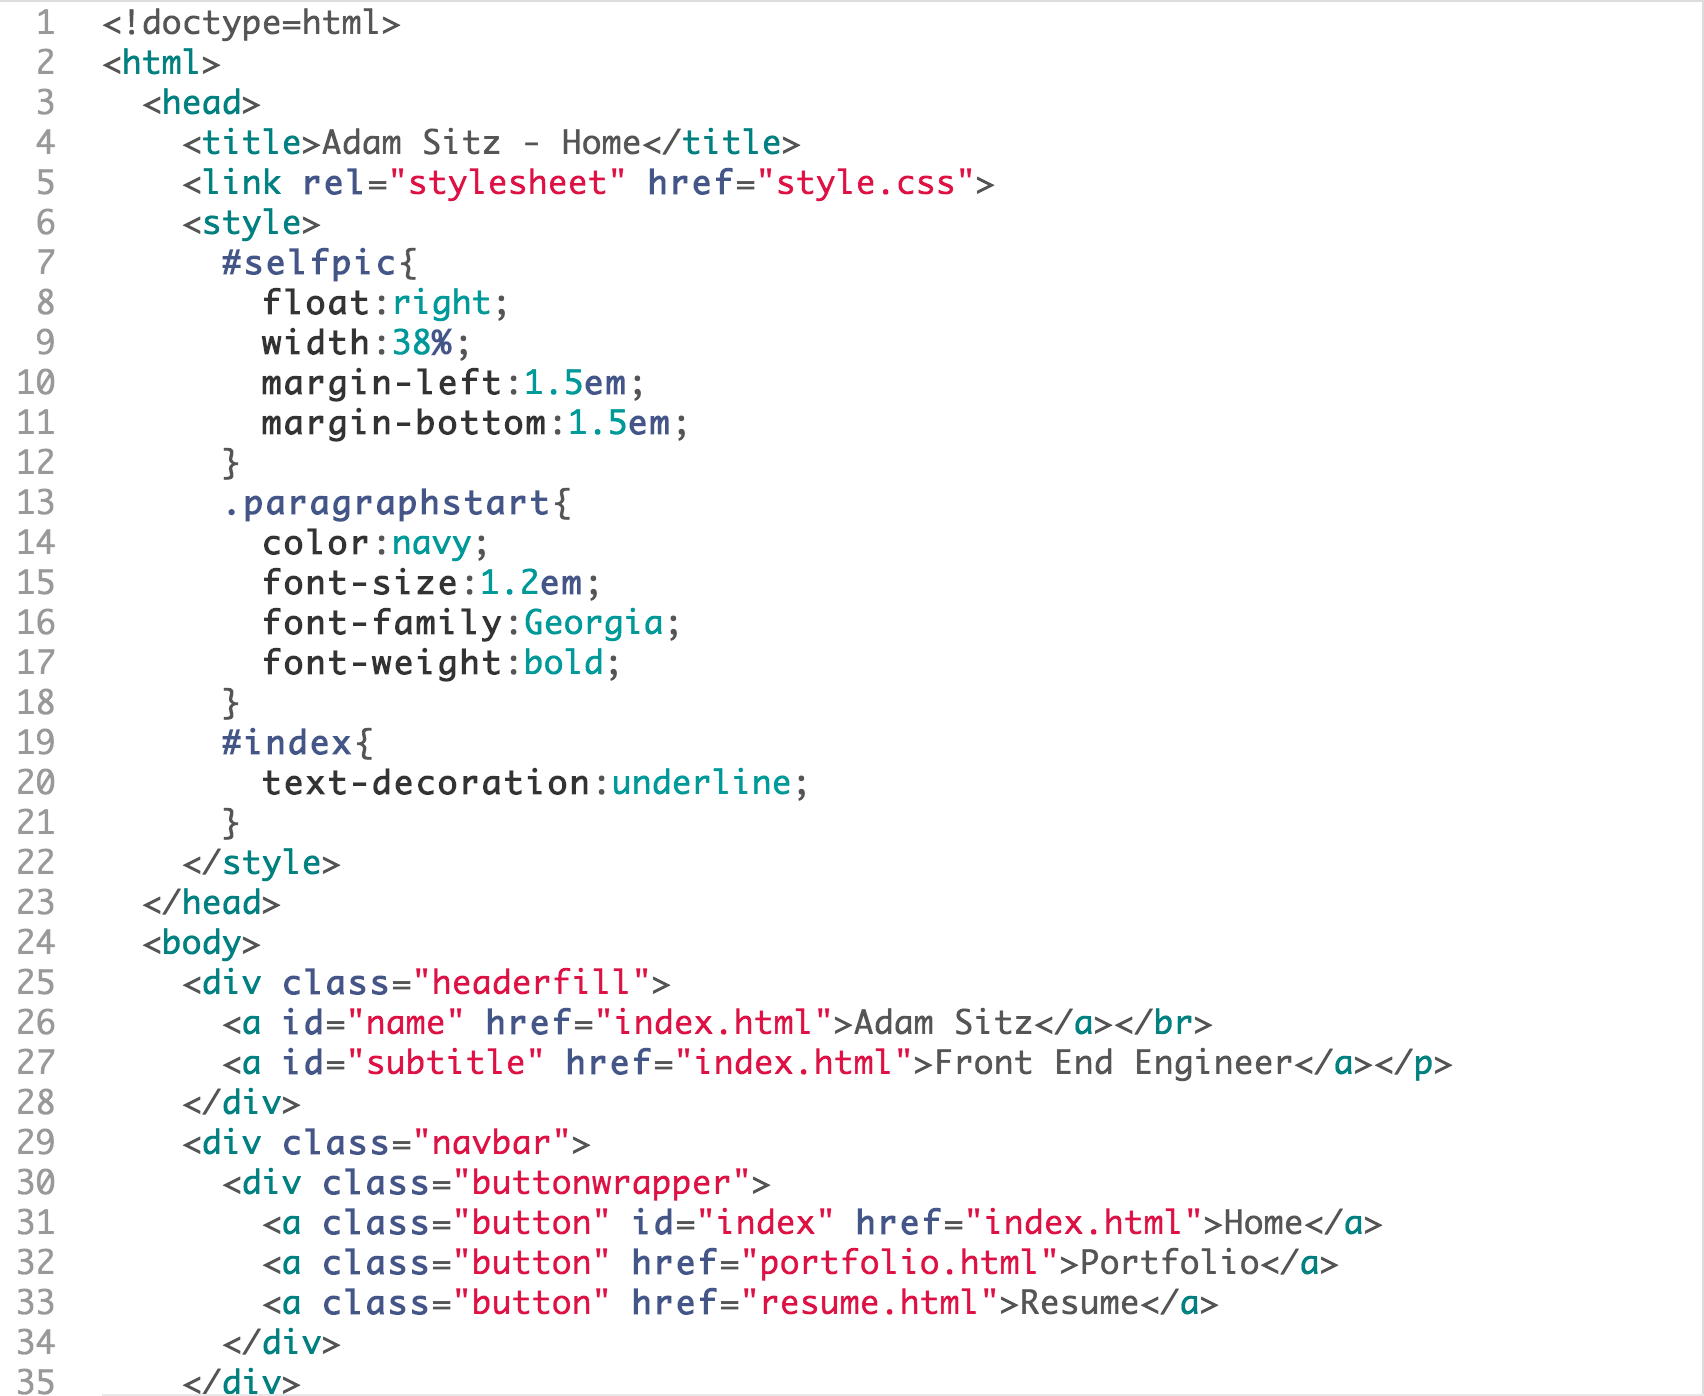 1 <!doctype=html>
2 <html>
3   <head>
4     <title>Adam Sitz - Home</title>
5     <link rel="stylesheet" href="style.css">
6     <style>
7       #selfpic{
8         float:right;
9         width:38%;
10         margin-left:1.5em;
11         margin-bottom:1.5em;
12       }
13       .paragraphstart{
14         color:navy;
15         font-size:1.2em;
16         font-family:Georgia;
17         font-weight:bold;
18       }
19       #index{
20         text-decoration:underline;
21       }
22     </style>
23   </head>
24   <body>
25     <div class="headerfill">
26       <a id="name" href="index.html">Adam Sitz</a></br>
27       <a id="subtitle" href="index.html">Front End Engineer</a></p>
28     </div>
29     <div class="navbar">
30       <div class="buttonwrapper">
31         <a class="button" id="index" href="index.html">Home</a>
32         <a class="button" href="portfolio.html">Portfolio</a>
33         <a class="button" href="resume.html">Resume</a>
34       </div>
35     </div>